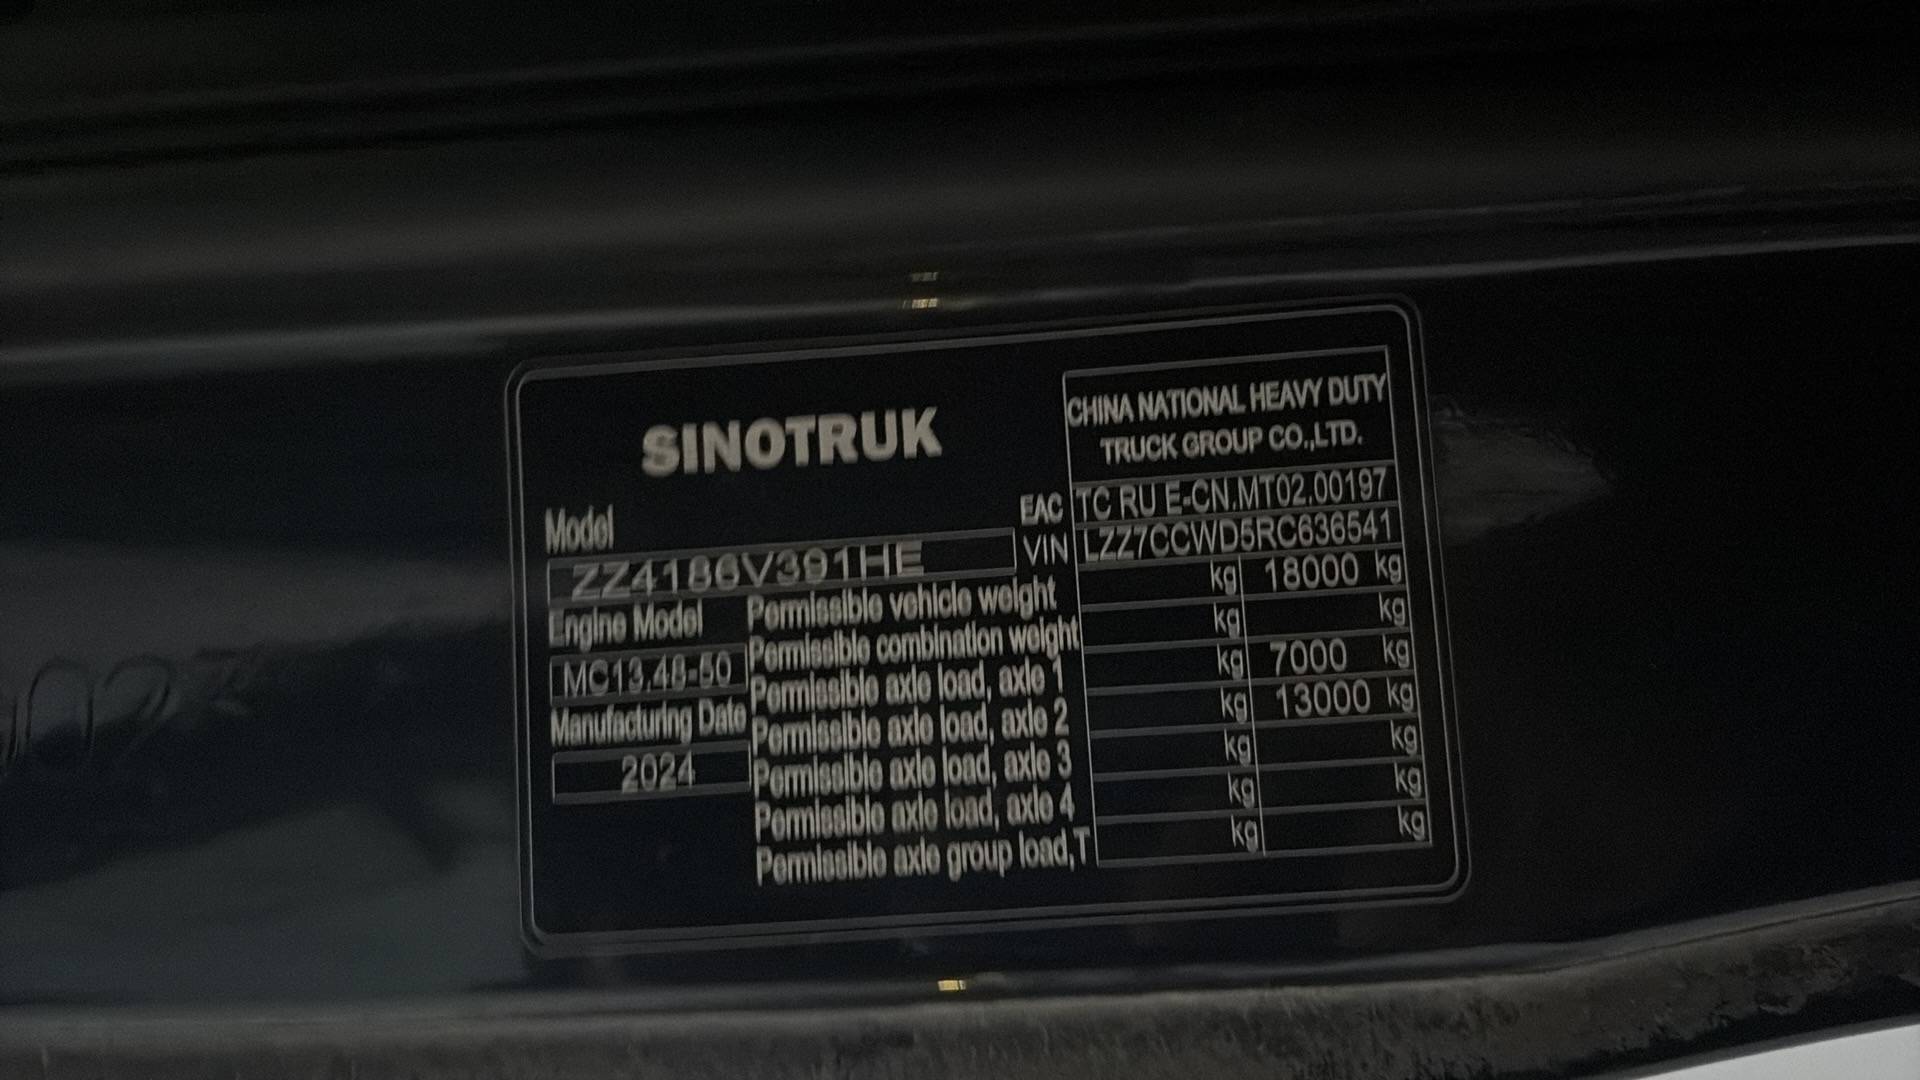 SINOTRUK
CHINA NATIONAL HEAVY DUTY
TRUCK GROUP CO.,LTD.
EAC TC RU E-CN.MT02.00197
VIN LZZ7CCWD5RC636541
Model
ZZ4186V391HE
Engine Model
MC13.48-50
Manufacturing Date
2024
Permissible vehicle weight kg 18000 kg
Permissible combination weight kg kg
Permissible axle load, axle 1 kg 7000 kg
Permissible axle load, axle 2 kg 13000 kg
Permissible axle load, axle 3 kg kg
Permissible axle load, axle 4 kg kg
Permissible axle group load,T kg kg